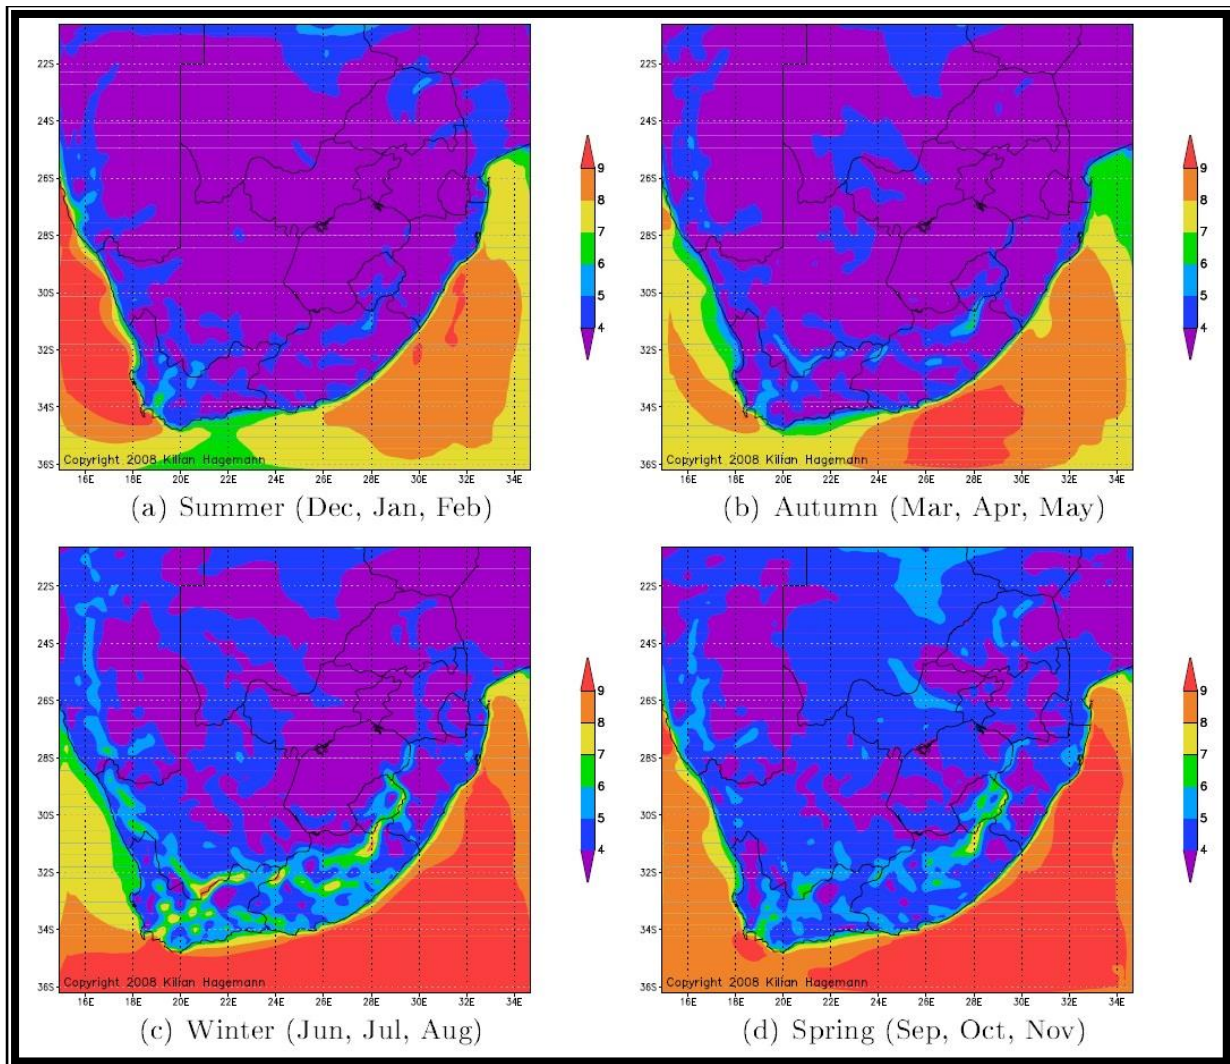 22S
24S
26S
28S
30S
32S
34S
36S
9
8
7
6
5
4
Copyright 2008 Kilian Hagemann
16E 18E 20E 22E 24E 26E 28E 30E 32E 34E
(a) Summer (Dec, Jan, Feb)
22S
24S
26S
28S
30S
32S
34S
36S
9
8
7
6
5
4
Copyright 2008 Kilian Hagemann
16E 18E 20E 22E 24E 26E 28E 30E 32E 34E
(b) Autumn (Mar, Apr, May)
22S
24S
26S
28S
30S
32S
34S
36S
9
8
7
6
5
4
Copyright 2008 Kilian Hagemann
16E 18E 20E 22E 24E 26E 28E 30E 32E 34E
(c) Winter (Jun, Jul, Aug)
22S
24S
26S
28S
30S
32S
34S
36S
9
8
7
6
5
4
Copyright 2008 Kilian Hagemann
16E 18E 20E 22E 24E 26E 28E 30E 32E 34E
(d) Spring (Sep, Oct, Nov)